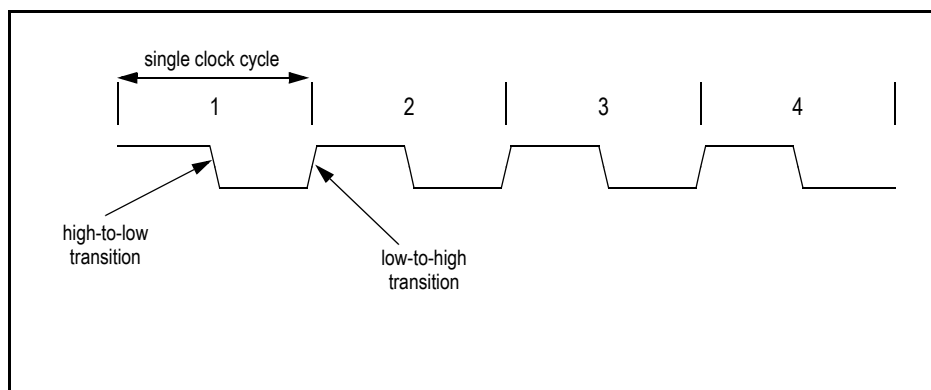 single clock cycle
1 2 3 4
high-to-low
transition
low-to-high
transition